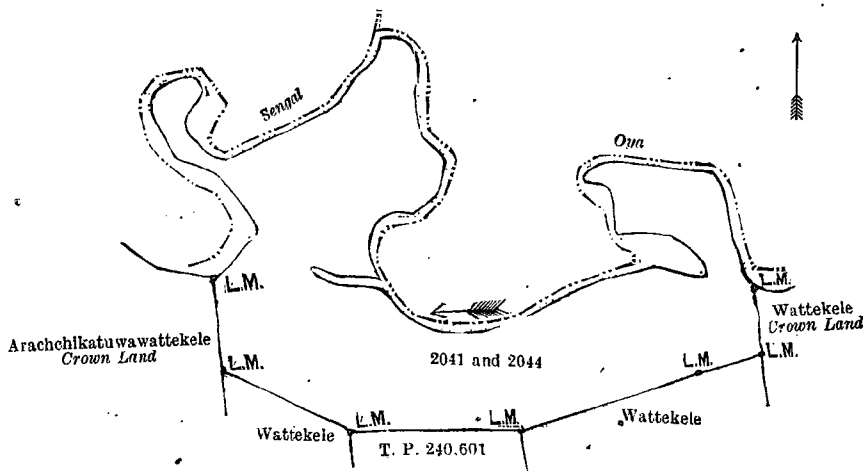 Sengal
Oya
L.M.
L.M.
Wattekele
Crown Land
Arachchikatuwawattekele
Crown Land
L.M.
2041 and 2044
L.M.
L.M.
Wattekele
L.M.
L.M.
Wattekele
T. P. 240,601